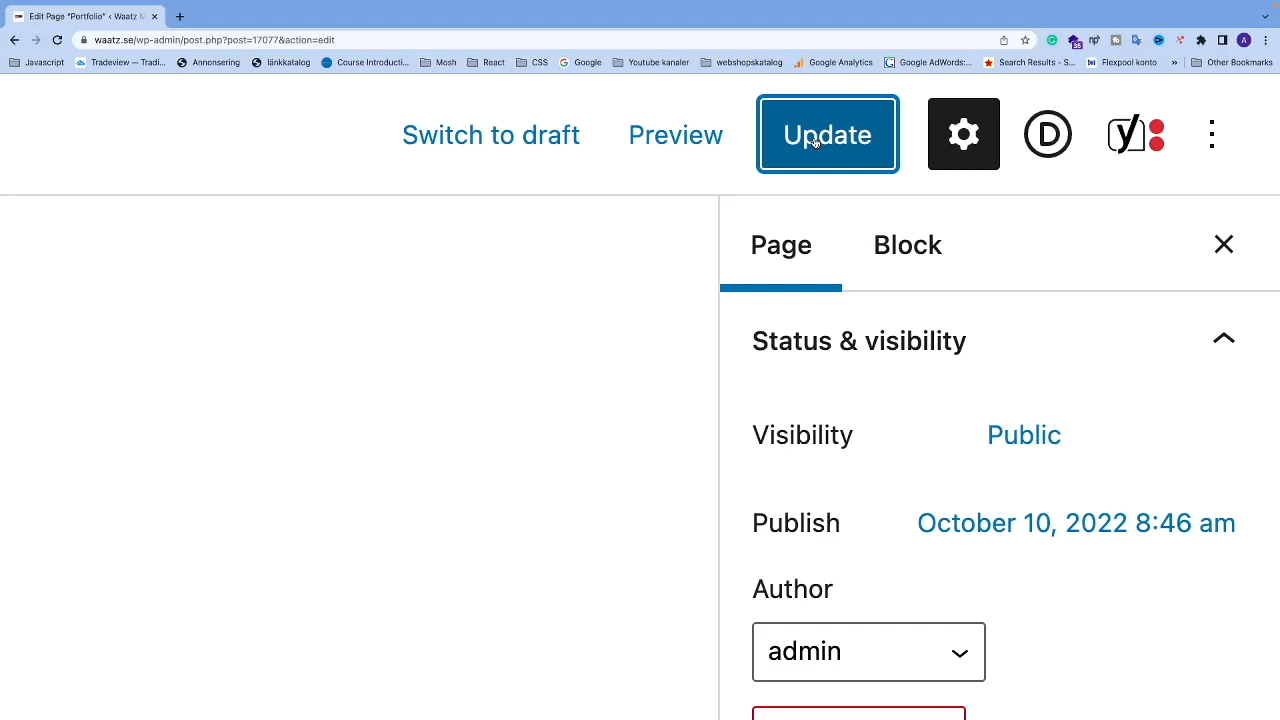 Edit Page "Portfolio" ‹ Waatz M
waatz.se/wp-admin/post.php?post=17077&action=edit
Javascript Tradeview — Tradi... Annonsering länkkatalog Course Introducti... Mosh React CSS Google Youtube kanaler webshopskatalog Google Analytics Google AdWords:... Search Results - S... Flexpool konto » Other Bookmarks
Switch to draft Preview Update
Page Block
Status & visibility
Visibility Public
Publish October 10, 2022 8:46 am
Author
admin